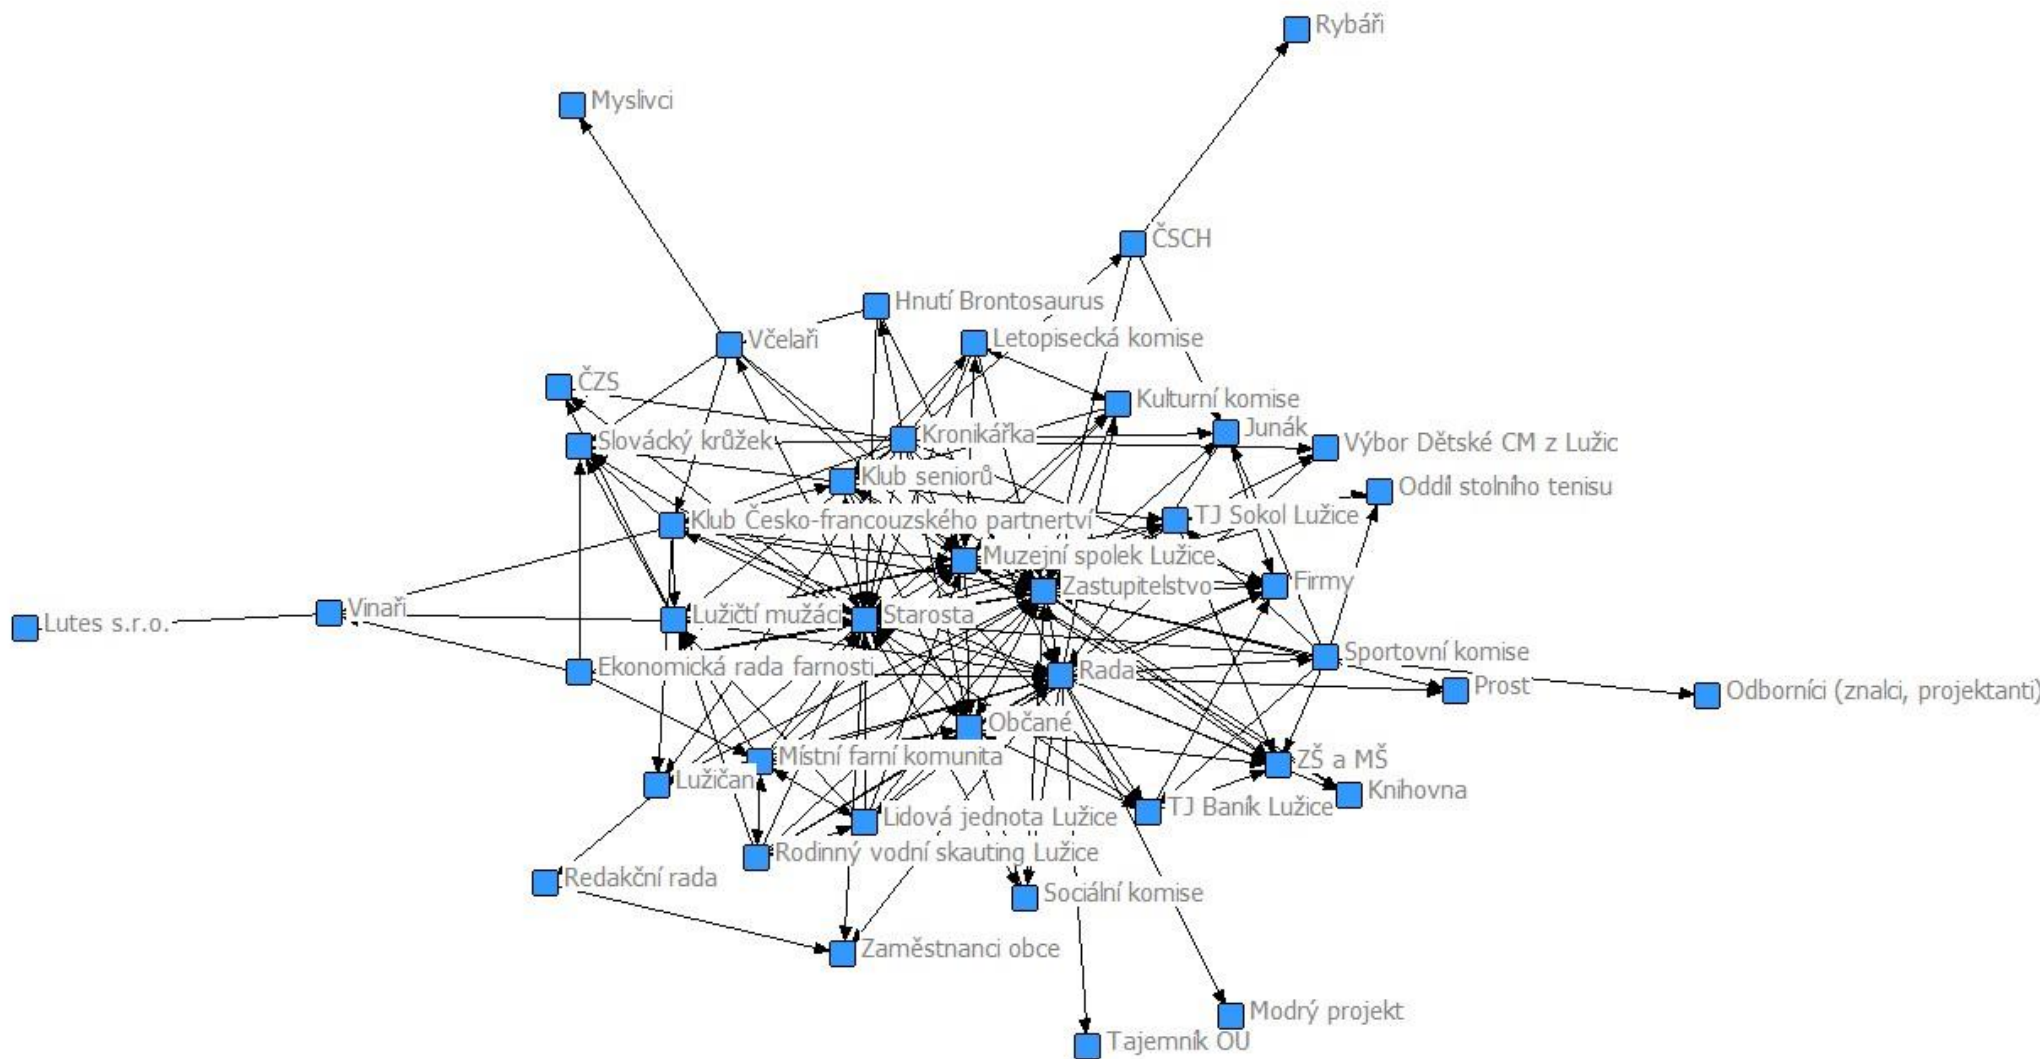 Rybáři
Myslivci
ČSCH
Hnutí Brontosaurus
Letopisecká komise
Včelaři
ČZS
Kulturní komise
Slovácký krůžek
Kronikářka
Junák
Výbor Dětské CM z Lužic
Klub seniorů
Oddíl stolního tenisu
Klub Česko-francouzského partnertví
TJ Sokol Lužice
Muzejní spolek Lužice
Zastupitelstvo
Firmy
Vinaři
Lutes s.r.o.
Lužičtí mužáci
Starosta
Sportovní komise
Ekonomická rada farnosti
Rada
Prost
Odborníci (znalci, projektanti)
Občané
Místní farní komunita
ZŠ a MŠ
Lužičan
Knihovna
TJ Baník Lužice
Lidová jednota Lužice
Rodinný vodní skauting Lužice
Redakční rada
Sociální komise
Zaměstnanci obce
Modrý projekt
Tajemník OÚ